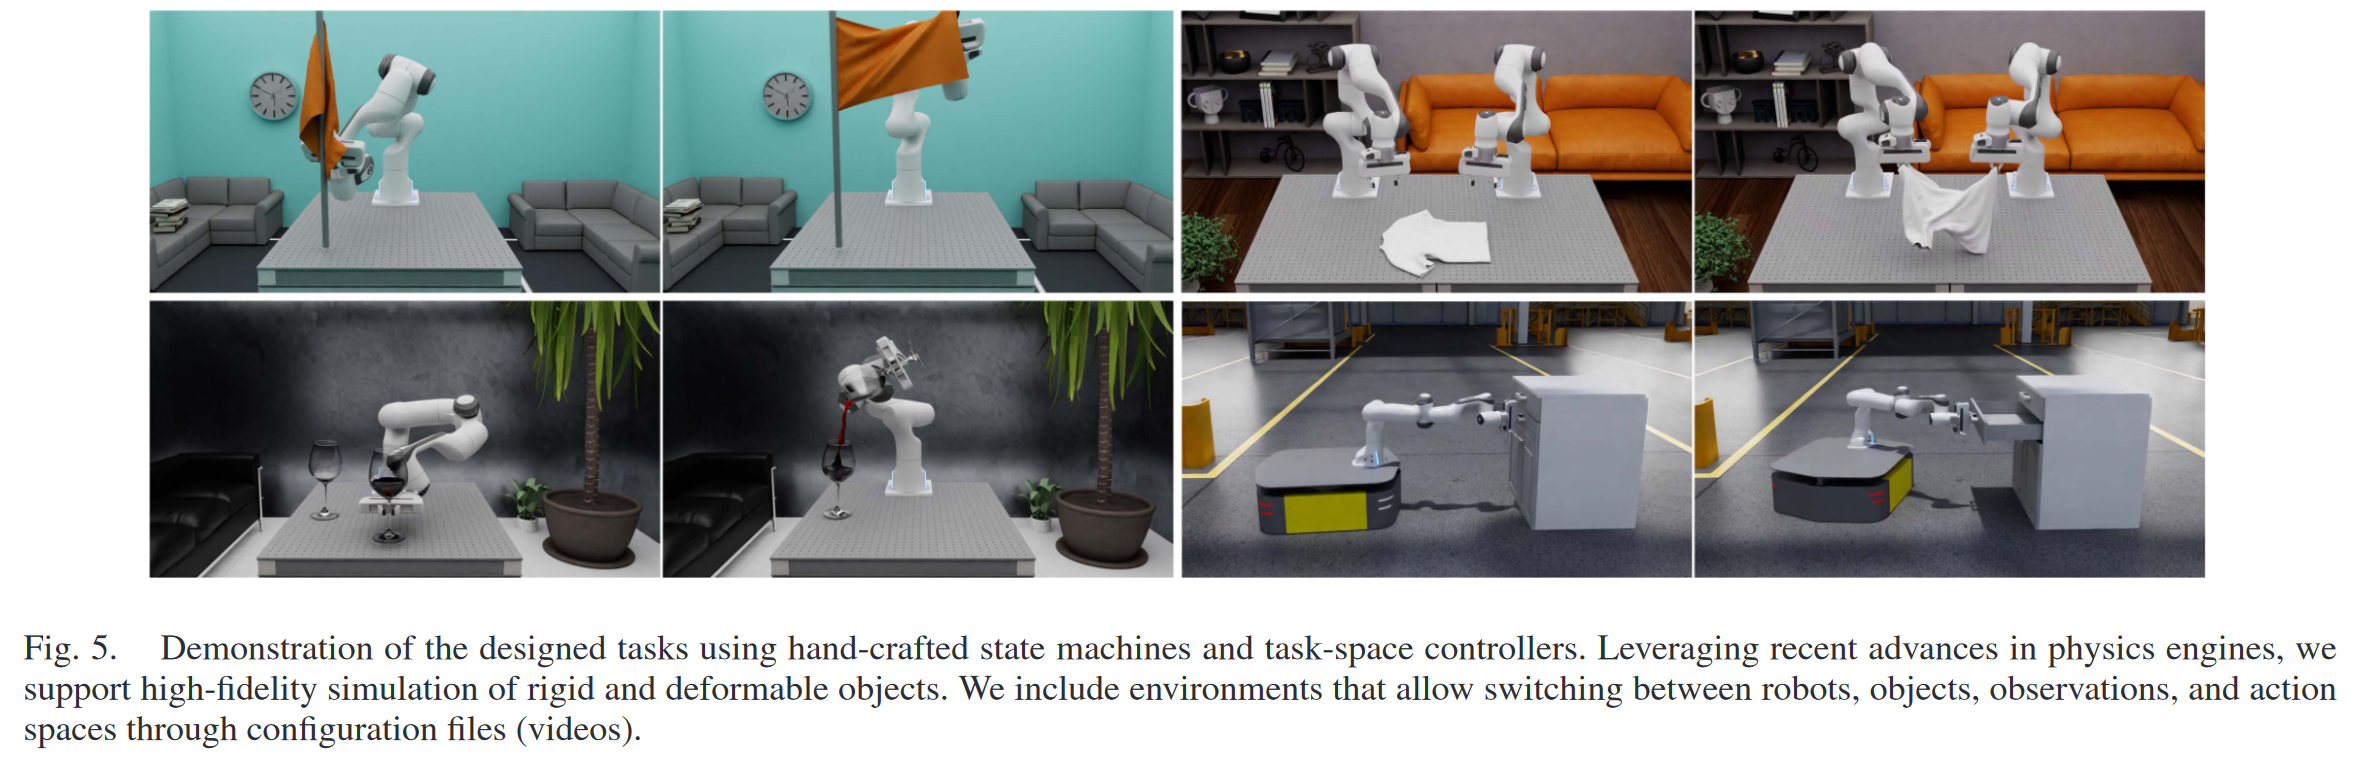 Fig. 5. Demonstration of the designed tasks using hand-crafted state machines and task-space controllers. Leveraging recent advances in physics engines, we
support high-fidelity simulation of rigid and deformable objects. We include environments that allow switching between robots, objects, observations, and action
spaces through configuration files (videos).